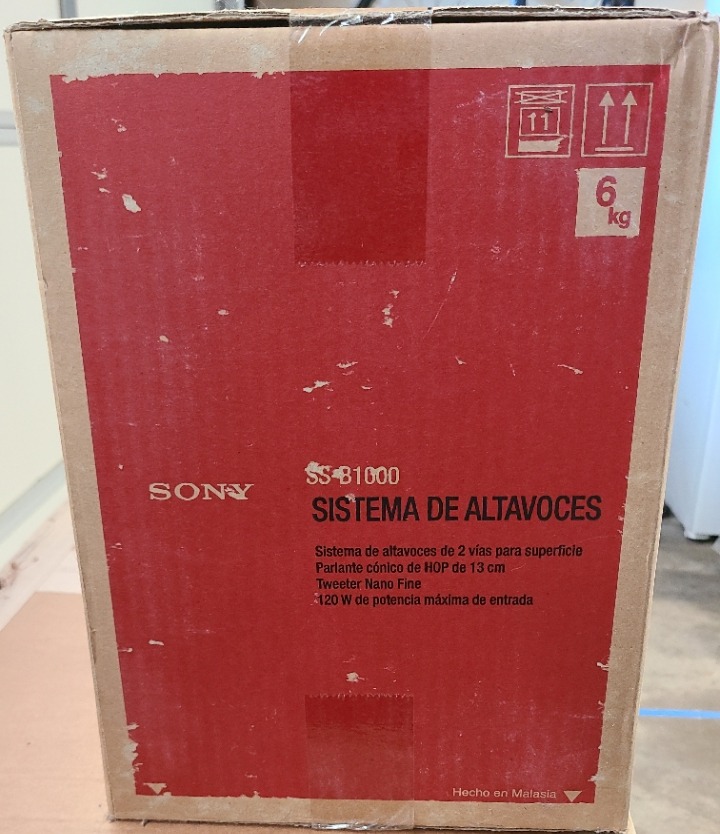 11
6
kg
SONY
SS-B1000
SISTEMA DE ALTAVOCES
Sistema de altavoces de 2 vías para superficie
Parlante cónico de HOP de 13 cm
Tweeter Nano Fine
120 W de potencia máxima de entrada
Hecho en Malasia